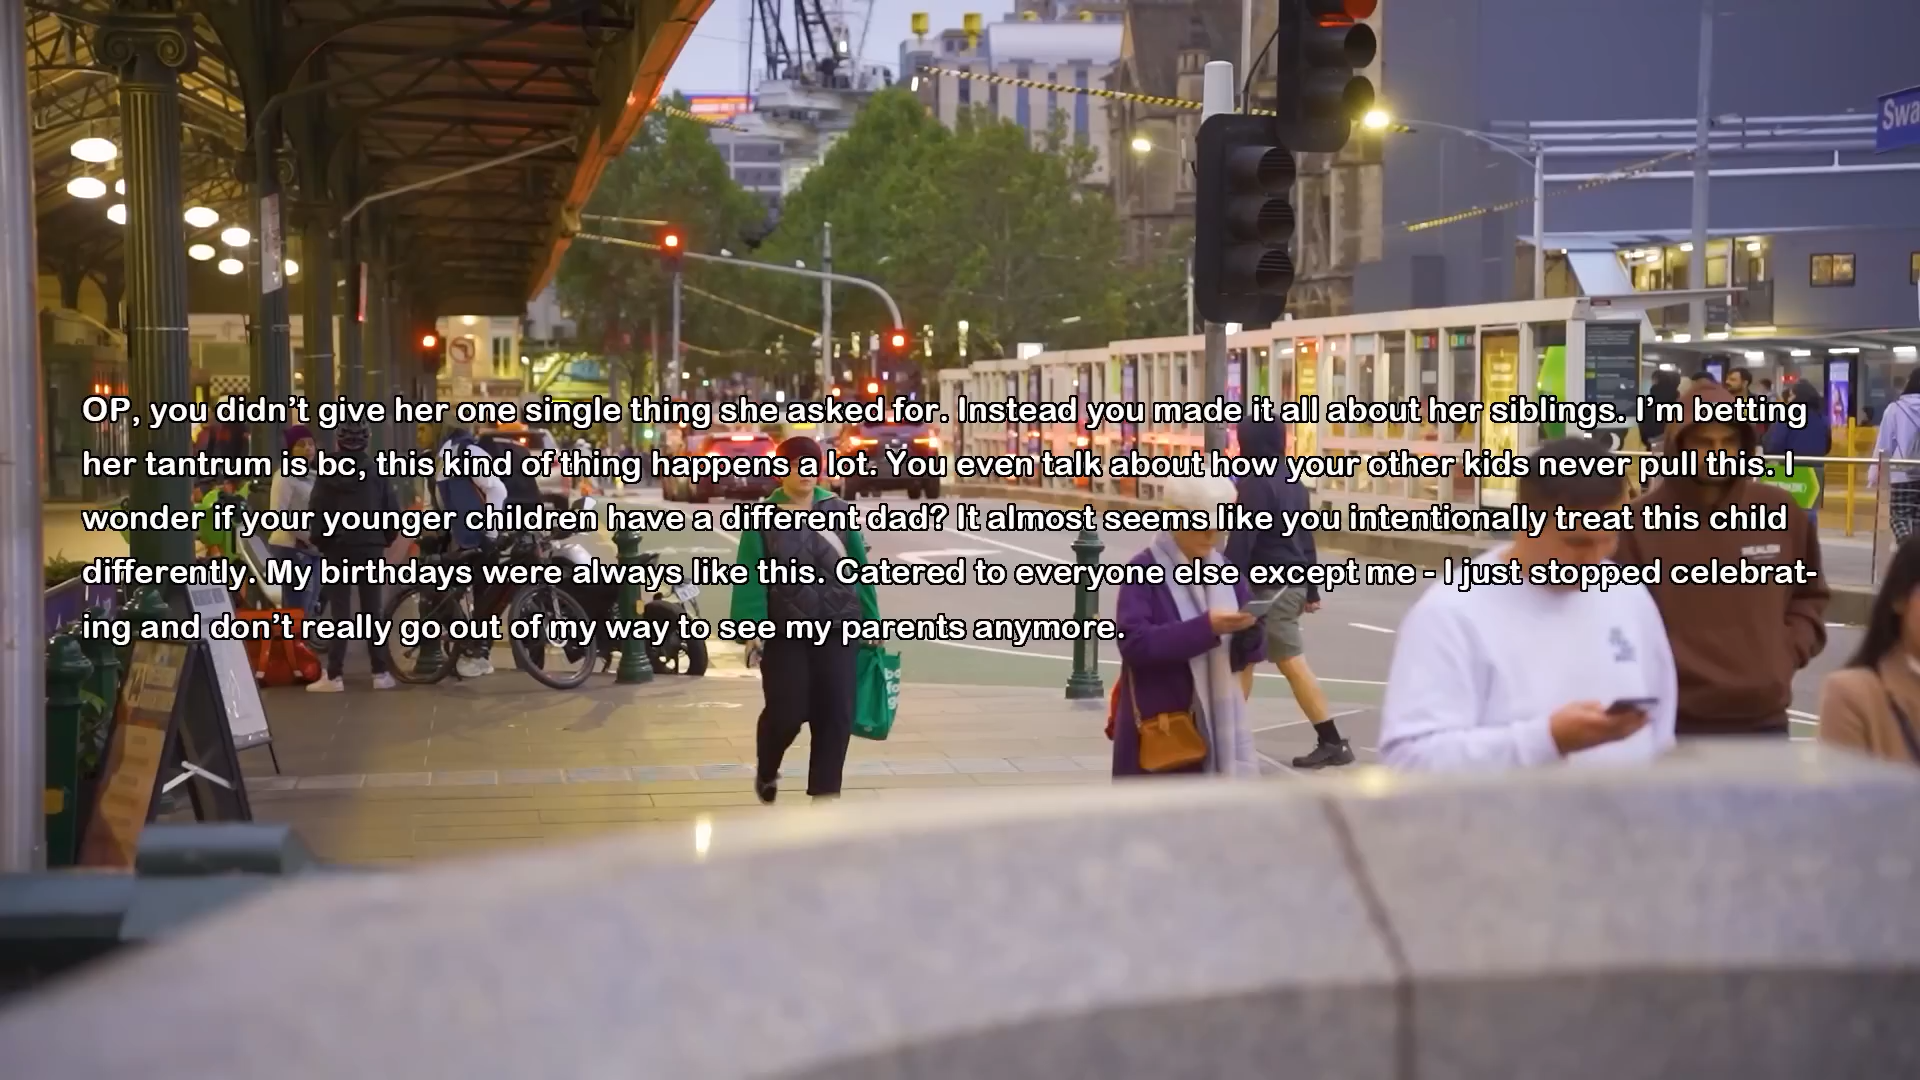 Swa
OP, you didn’t give her one single thing she asked for. Instead you made it all about her siblings. I’m betting
her tantrum is bc, this kind of thing happens a lot. You even talk about how your other kids never pull this. I
wonder if your younger children have a different dad? It almost seems like you intentionally treat this child
differently. My birthdays were always like this. Catered to everyone else except me - I just stopped celebrat-
ing and don’t really go out of my way to see my parents anymore.